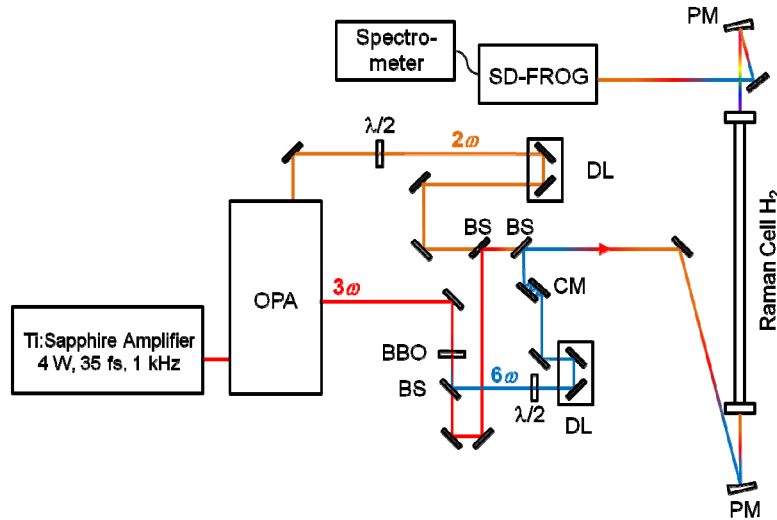 PM
Spectro-
meter
SD-FROG
λ/2
2ω
DL
BS
BS
Raman Cell H2
OPA
3ω
CM
Ti:Sapphire Amplifier
4 W, 35 fs, 1 kHz
BBO
BS
6ω
λ/2
DL
PM